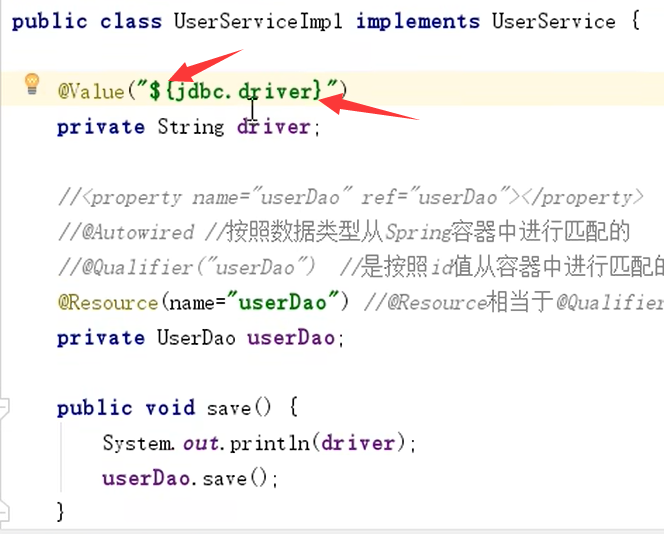 public class UserServiceImpl implements UserService {
@Value("${jdbc.driver}")
private String driver;
//<property name="userDao" ref="userDao"></property>
//@Autowired //按照数据类型从Spring容器中进行匹配的
//@Qualifier("userDao") //是按照id值从容器中进行匹配的
@Resource(name="userDao") //@Resource相当于@Qualifier
private UserDao userDao;
public void save() {
System.out.println(driver);
userDao.save();
}